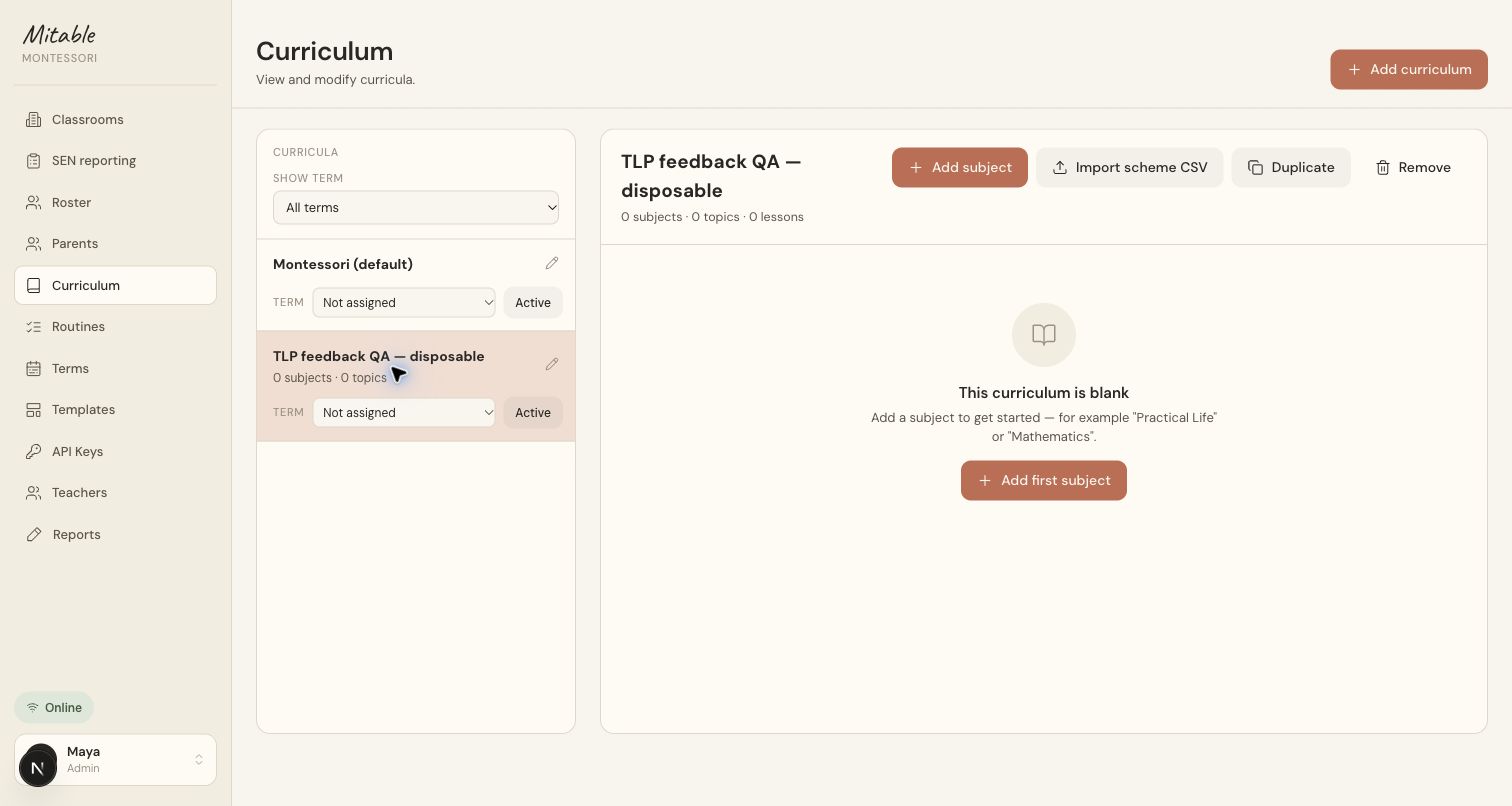 Mitable
MONTESSORI
Classrooms
SEN reporting
Roster
Parents
Curriculum
Routines
Terms
Templates
API Keys
Teachers
Reports
Online
N
Maya
Admin
Curriculum
View and modify curricula.
Add curriculum
CURRICULA
SHOW TERM
All terms
Montessori (default)
TERM Not assigned Active
TLP feedback QA — disposable
0 subjects · 0 topics
TERM Not assigned Active
TLP feedback QA —
disposable
0 subjects · 0 topics · 0 lessons
Add subject Import scheme CSV Duplicate Remove
This curriculum is blank
Add a subject to get started — for example "Practical Life"
or "Mathematics".
Add first subject